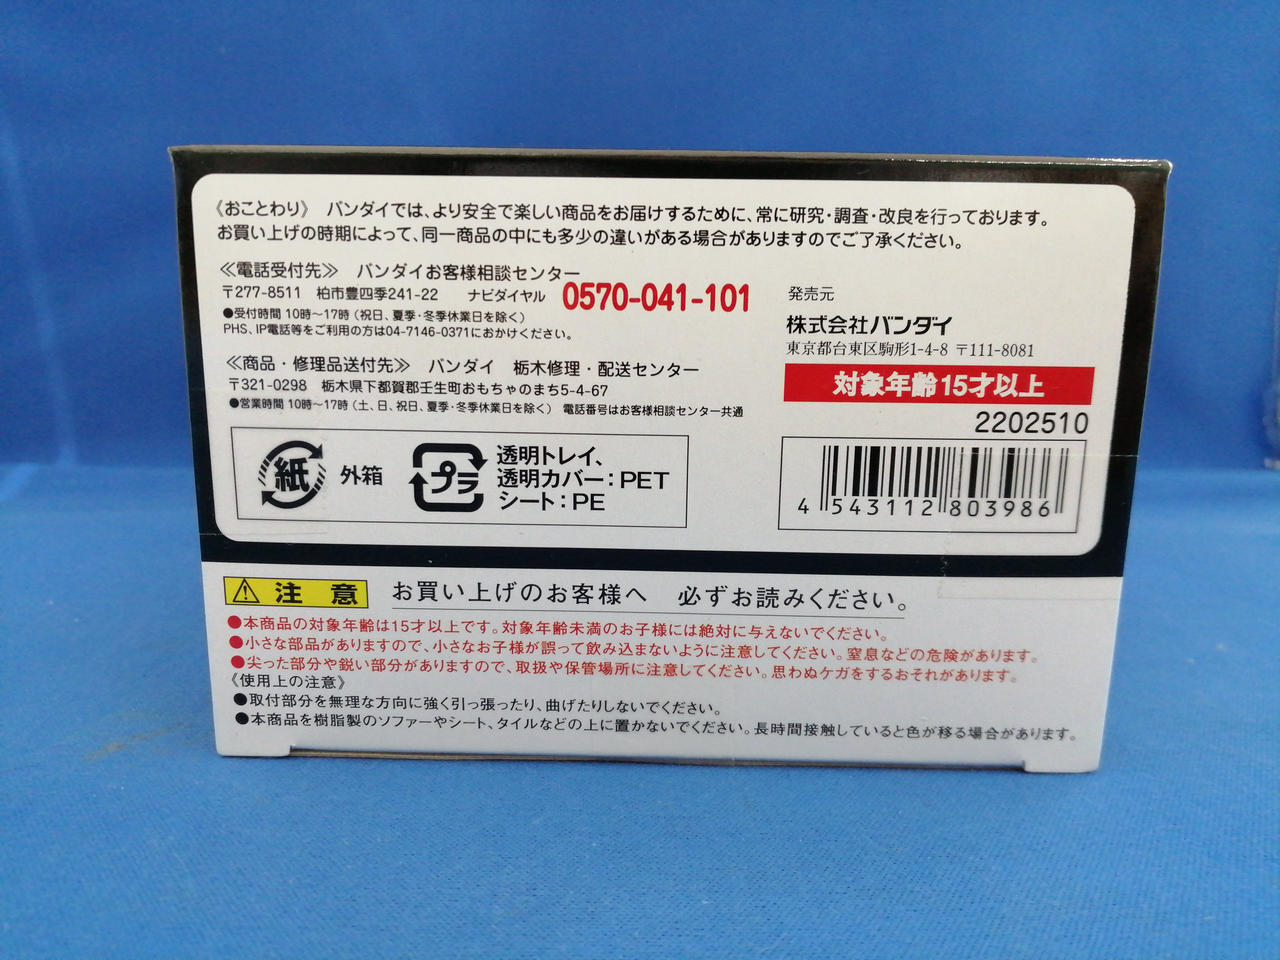 《おことわり》 バンダイでは、より安全で楽しい商品をお届けするために、常に研究・調査・改良を行っております。
お買い上げの時期によって、同一商品の中にも多少の違いがある場合がありますのでご了承ください。
≪電話受付先≫ バンダイお客様相談センター
〒277-8511 柏市豊四季241-22 ナビダイヤル 0570-041-101
●受付時間 10時〜17時(祝日、夏季・冬季休業日を除く)
PHS、IP電話等をご利用の方は04-7146-0371におかけください。
≪商品・修理品送付先≫ バンダイ 栃木修理・配送センター
〒321-0298 栃木県下都賀郡壬生町おもちゃのまち5-4-67
●営業時間 10時〜17時(土、日、祝日、夏季・冬季休業日を除く) 電話番号はお客様相談センター共通
発売元
株式会社バンダイ
東京都台東区駒形1-4-8 〒111-8081
対象年齢15才以上
2202510
紙 外箱
プラ 透明トレイ、
透明カバー:PET
シート:PE
4 543112 803986
注意 お買い上げのお客様へ 必ずお読みください。
●本商品の対象年齢は15才以上です。対象年齢未満のお子様には絶対に与えないでください。
●小さな部品がありますので、小さなお子様が誤って飲み込まないように注意してください。窒息などの危険があります。
●尖った部分や鋭い部分がありますので、取扱や保管場所に注意してください。思わぬケガをするおそれがあります。
《使用上の注意》
●取付部分を無理な方向に強く引っ張ったり、曲げたりしないでください。
●本商品を樹脂製のソファーやシート、タイルなどの上に置かないでください。長時間接触していると色が移る場合があります。